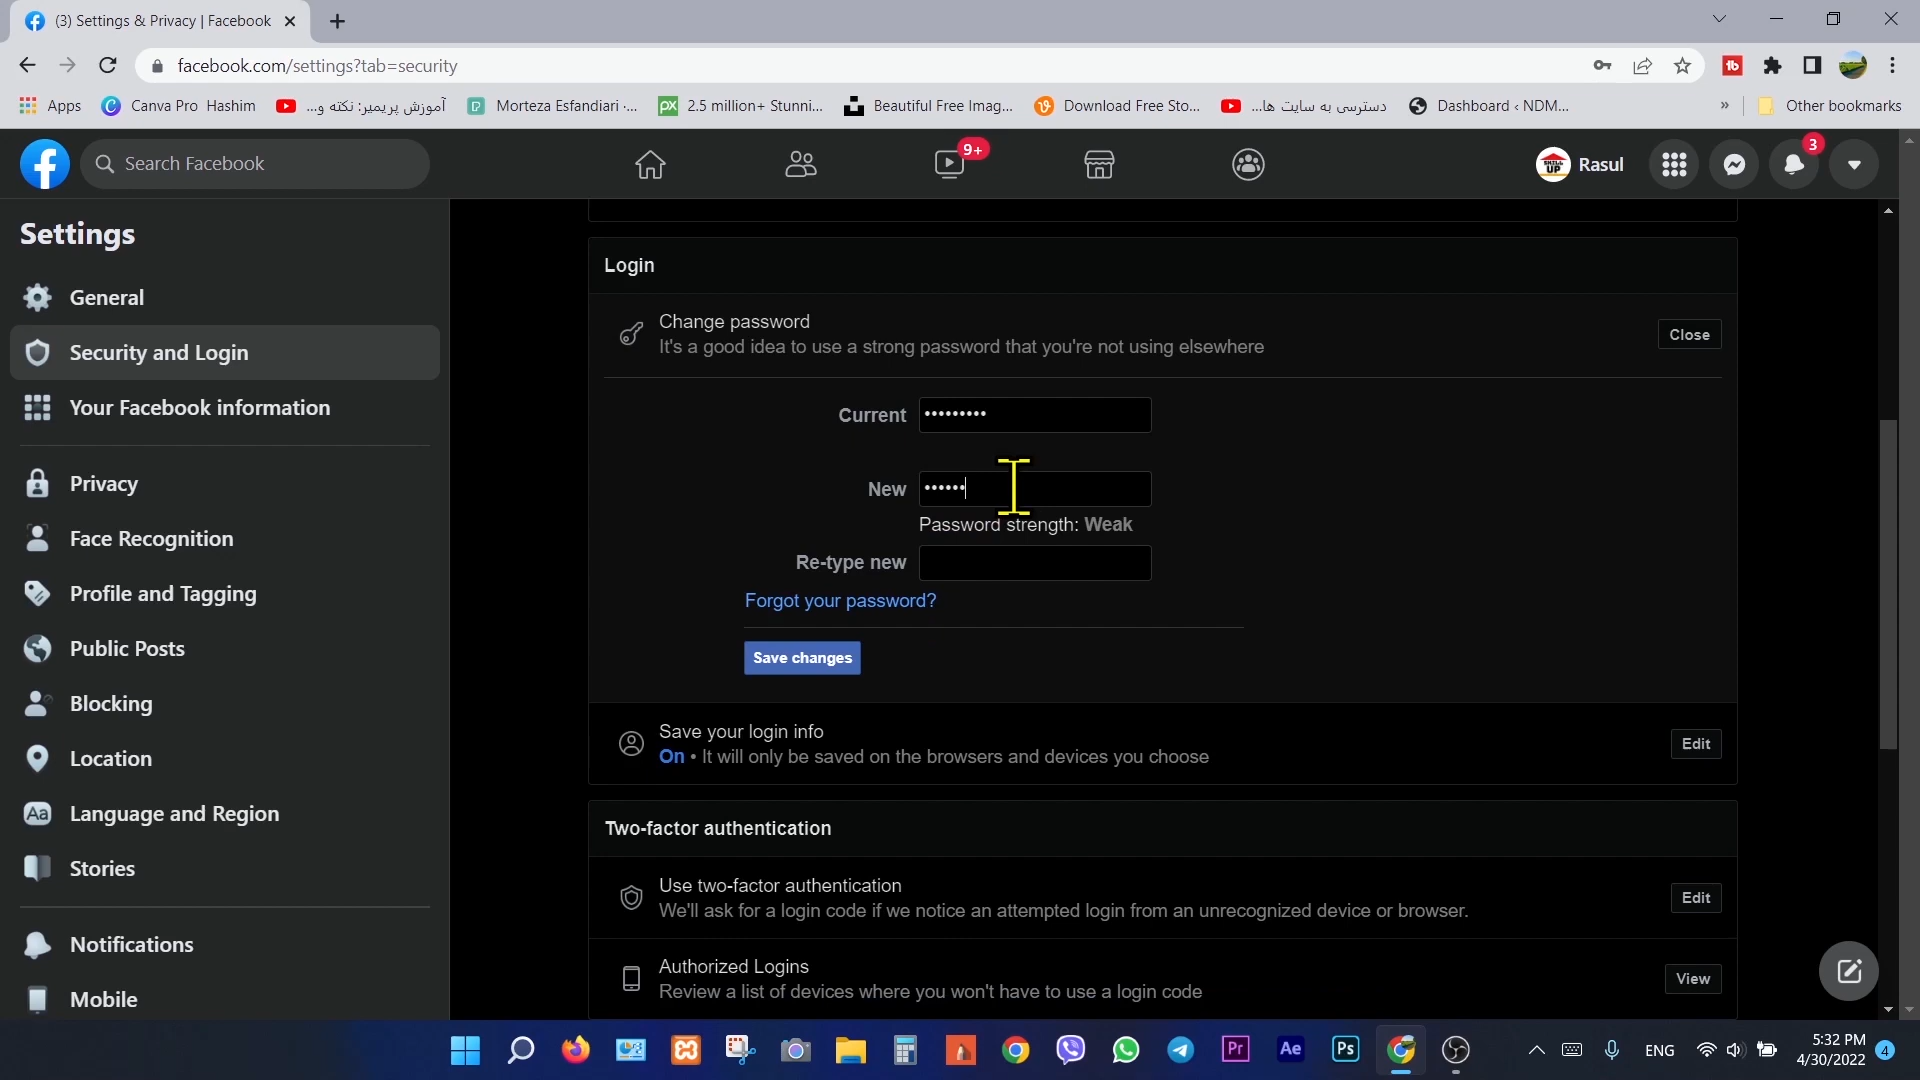 (3) Settings & Privacy | Facebook
facebook.com/settings?tab=security
Apps
Canva Pro Hashim
آموزش پریمیر: نکته و...
Morteza Esfandiari ·...
2.5 million+ Stunni...
Beautiful Free Imag...
Download Free Sto...
دسترسی به سایت ها...
Dashboard ‹ NDM...
» Other bookmarks
Search Facebook
9+
Rasul
3
Settings
General
Security and Login
Your Facebook information
Privacy
Face Recognition
Profile and Tagging
Public Posts
Blocking
Location
Language and Region
Stories
Notifications
Mobile
Login
Change password
It's a good idea to use a strong password that you're not using elsewhere
Close
Current •••••••••
New ••••••
Password strength: Weak
Re-type new
Forgot your password?
Save changes
Save your login info
On • It will only be saved on the browsers and devices you choose
Edit
Two-factor authentication
Use two-factor authentication
We'll ask for a login code if we notice an attempted login from an unrecognized device or browser.
Edit
Authorized Logins
Review a list of devices where you won't have to use a login code
View
Pr
Ae
Ps
ENG
5:32 PM
4/30/2022
4